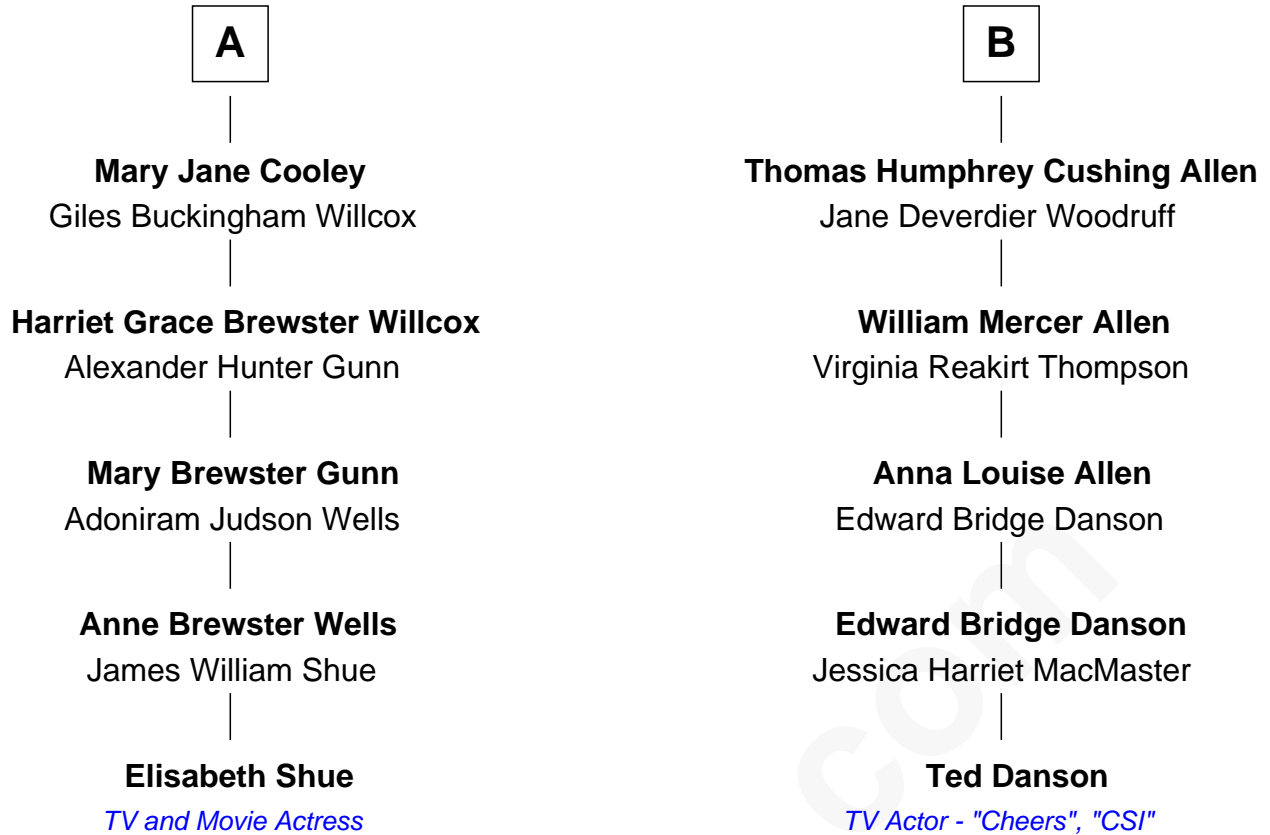 A
B
Mary Jane Cooley
Giles Buckingham Willcox
Thomas Humphrey Cushing Allen
Jane Deverdier Woodruff
Harriet Grace Brewster Willcox
Alexander Hunter Gunn
William Mercer Allen
Virginia Reakirt Thompson
Mary Brewster Gunn
Adoniram Judson Wells
Anna Louise Allen
Edward Bridge Danson
Anne Brewster Wells
James William Shue
Edward Bridge Danson
Jessica Harriet MacMaster
Elisabeth Shue
TV and Movie Actress
Ted Danson
TV Actor - "Cheers", "CSI"
com